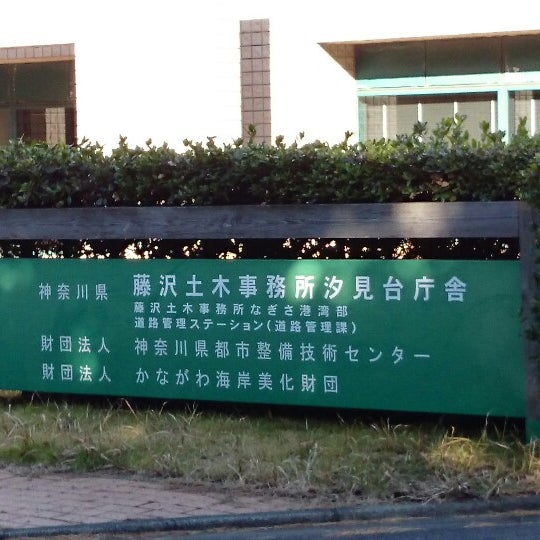 神奈川県 藤沢土木事務所汐見台庁舎
藤沢土木事務所なぎさ港湾部
道路管理ステーション(道路管理課)
財団法人 神奈川県都市整備技術センター
財団法人 かながわ海岸美化財団